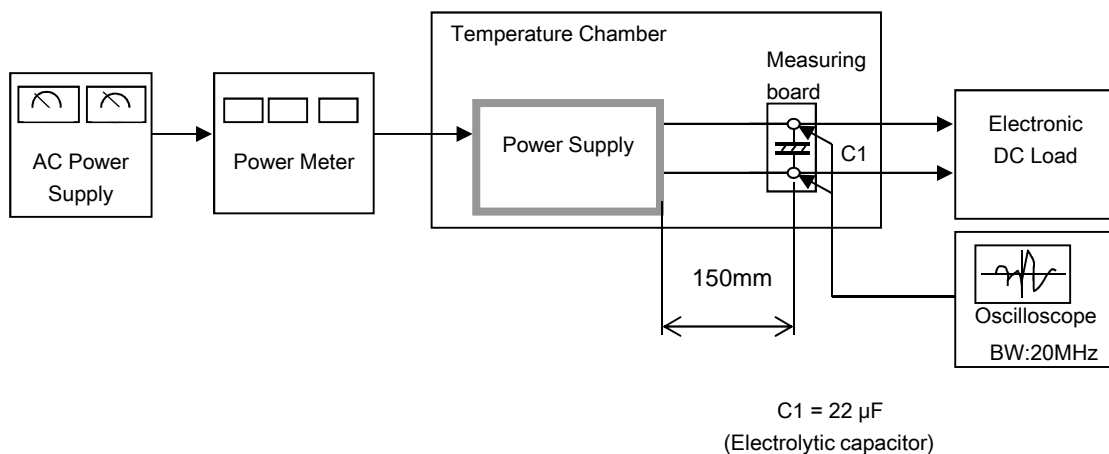 Temperature Chamber
Measuring
board
AC Power
Supply
Power Meter
Power Supply
C1
Electronic
DC Load
150mm
Oscilloscope
BW:20MHz
C1 = 22 µF
(Electrolytic capacitor)